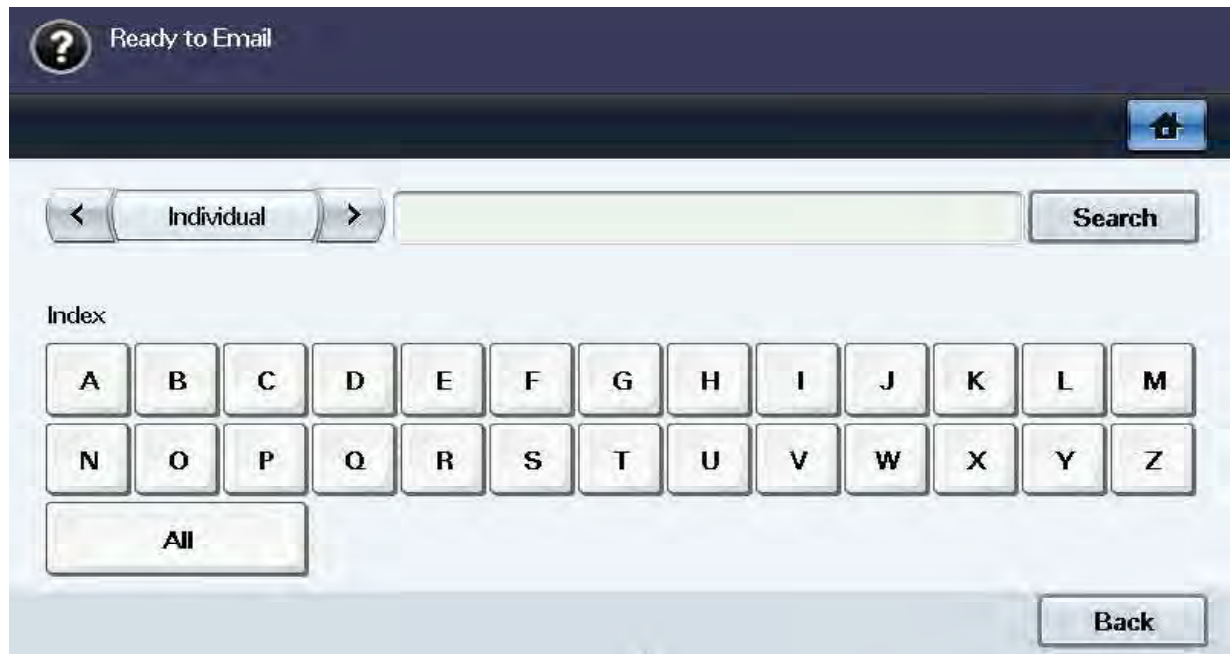 ? Ready to Email
< Individual > Search
Index
A B C D E F G H I J K L M
N O P Q R S T U V W X Y Z
All
Back